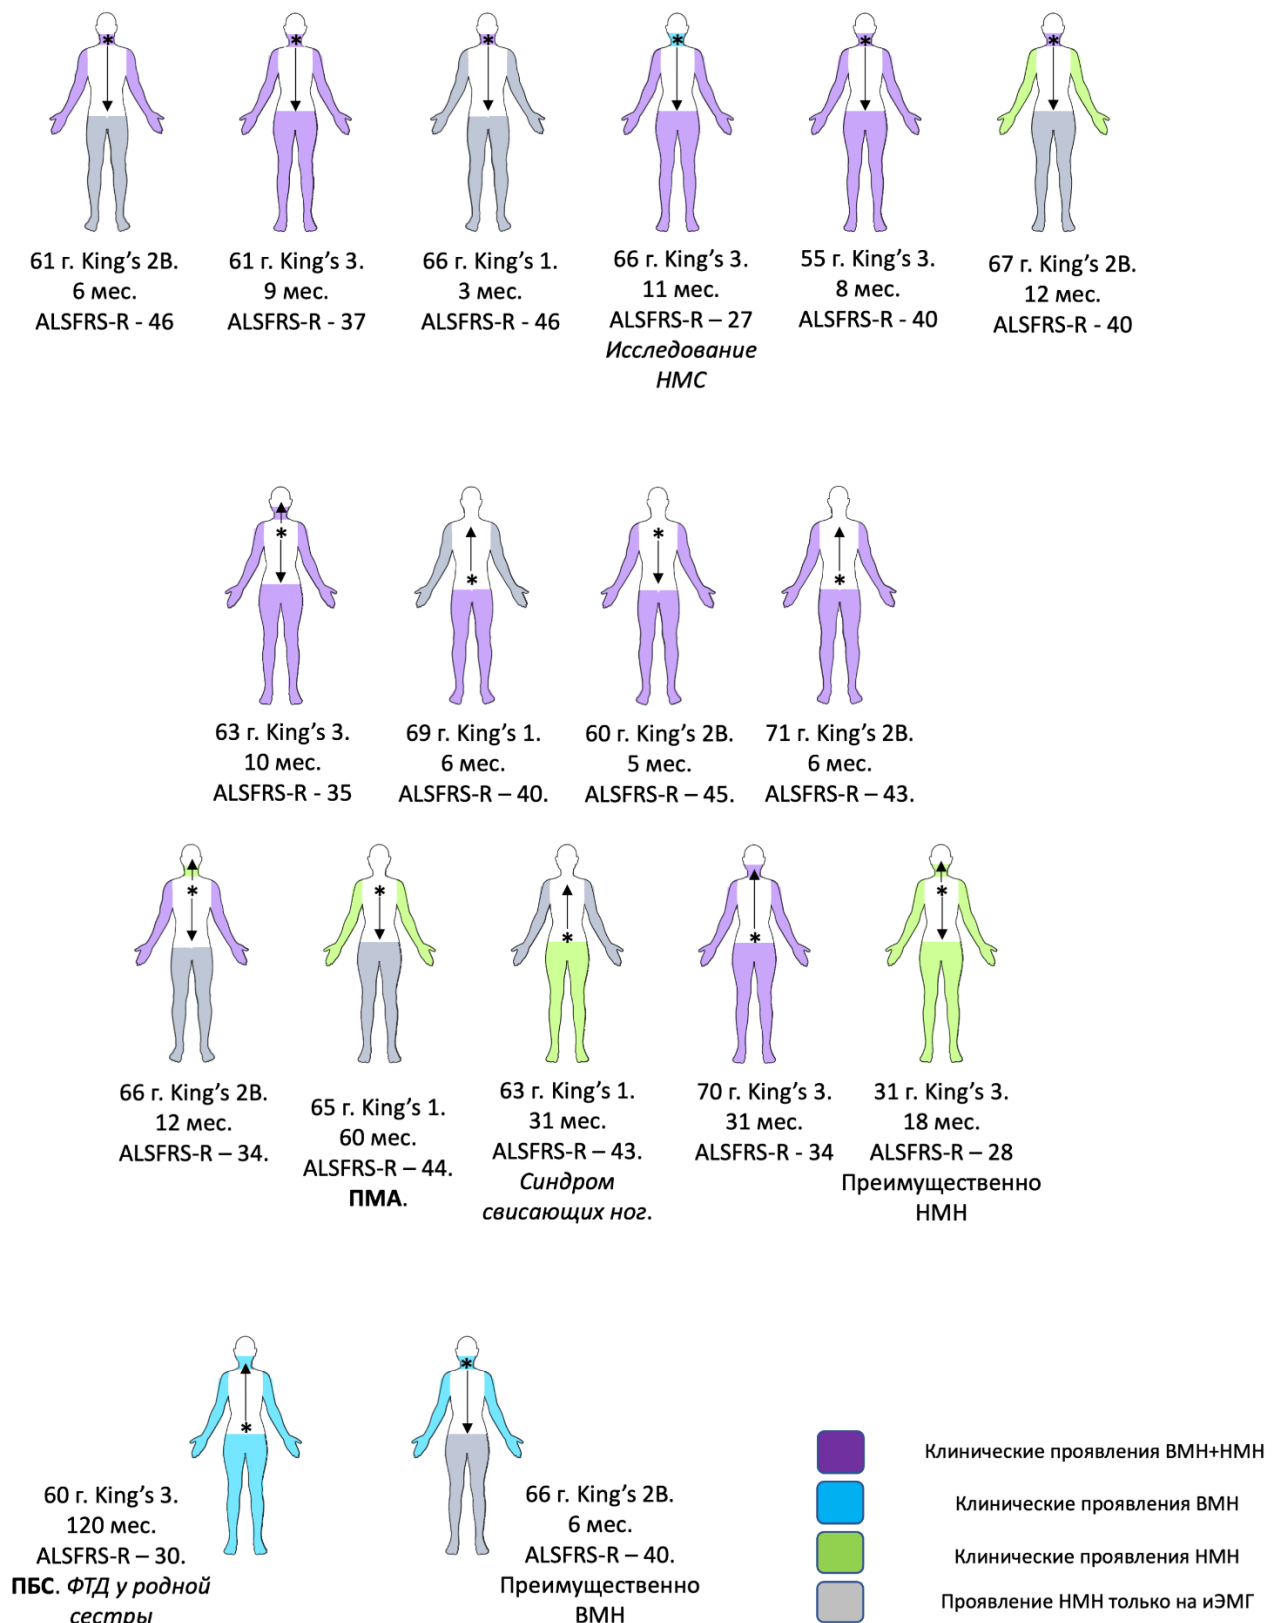 61 г. King’s 2B.
6 мес.
ALSFRS-R - 46
61 г. King’s 3.
9 мес.
ALSFRS-R - 37
66 г. King’s 1.
3 мес.
ALSFRS-R - 46
66 г. King’s 3.
11 мес.
ALSFRS-R – 27
Исследование
НМС
55 г. King’s 3.
8 мес.
ALSFRS-R - 40
67 г. King’s 2B.
12 мес.
ALSFRS-R - 40
63 г. King’s 3.
10 мес.
ALSFRS-R - 35
69 г. King’s 1.
6 мес.
ALSFRS-R – 40.
60 г. King’s 2B.
5 мес.
ALSFRS-R – 45.
71 г. King’s 2B.
6 мес.
ALSFRS-R – 43.
66 г. King’s 2B.
12 мес.
ALSFRS-R – 34.
65 г. King’s 1.
60 мес.
ALSFRS-R – 44.
ПМА.
63 г. King’s 1.
31 мес.
ALSFRS-R – 43.
Синдром
свисающих ног.
70 г. King’s 3.
31 мес.
ALSFRS-R - 34
31 г. King’s 3.
18 мес.
ALSFRS-R – 28
Преимущественно
НМН
60 г. King’s 3.
120 мес.
ALSFRS-R – 30.
ПБС. ФТД у родной
сестры
66 г. King’s 2B.
6 мес.
ALSFRS-R – 40.
Преимущественно
ВМН
Клинические проявления ВМН+НМН
Клинические проявления ВМН
Клинические проявления НМН
Проявление НМН только на иЭМГ